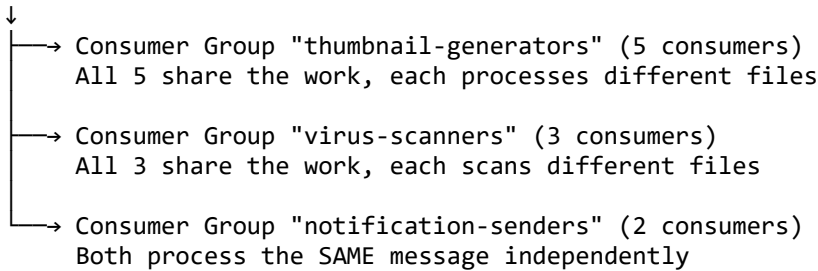 ↓
├──→ Consumer Group "thumbnail-generators" (5 consumers)
│    All 5 share the work, each processes different files
│
├──→ Consumer Group "virus-scanners" (3 consumers)
│    All 3 share the work, each scans different files
│
└──→ Consumer Group "notification-senders" (2 consumers)
     Both process the SAME message independently